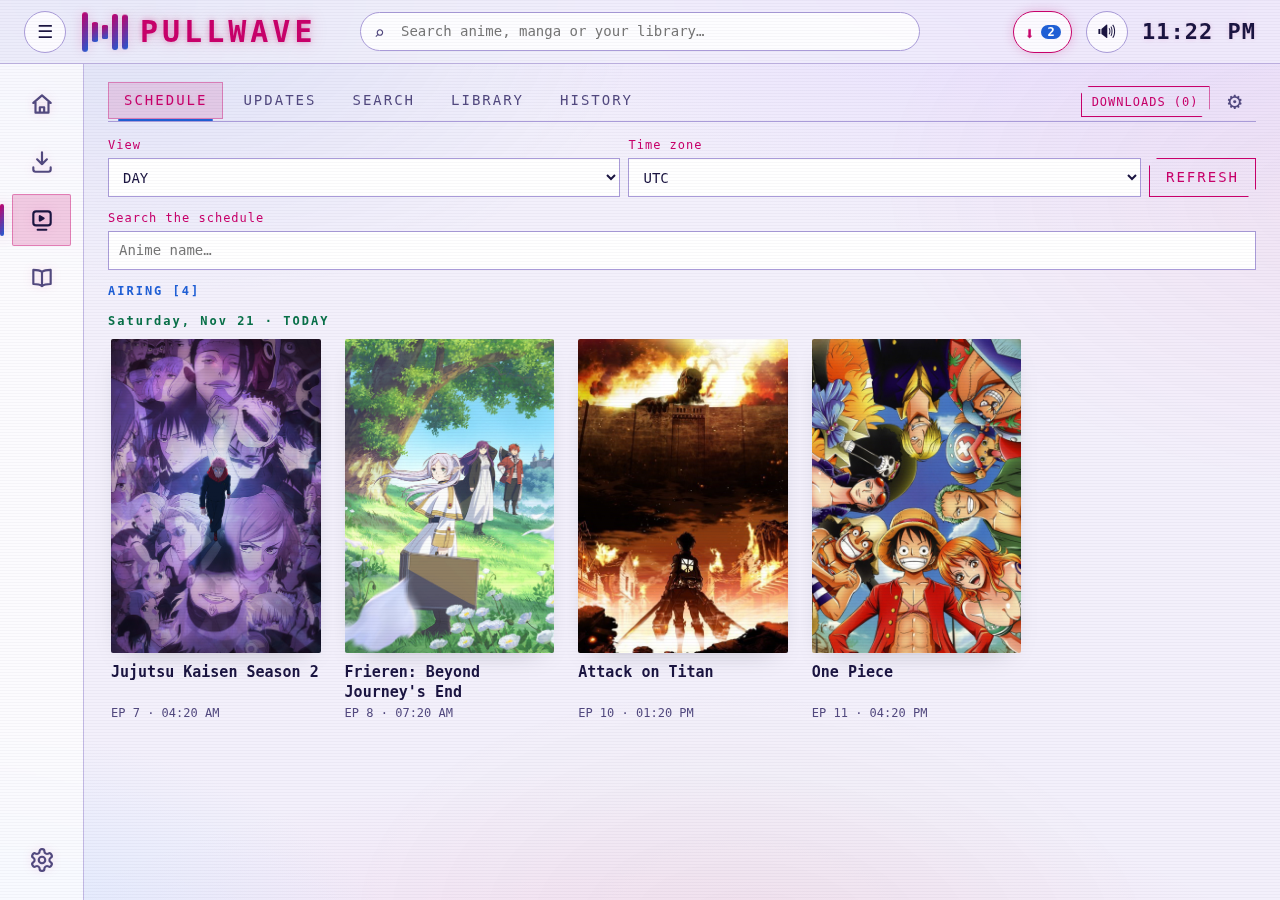 PULLWAVE
Search anime, manga or your library…
2
11:22 PM
SCHEDULE
UPDATES
SEARCH
LIBRARY
HISTORY
DOWNLOADS (0)
View
Time zone
DAY
UTC
REFRESH
Search the schedule
Anime name…
AIRING [4]
Saturday, Nov 21 · TODAY
Jujutsu Kaisen Season 2
EP 7 · 04:20 AM
Frieren: Beyond
Journey's End
EP 8 · 07:20 AM
Attack on Titan
EP 10 · 01:20 PM
One Piece
EP 11 · 04:20 PM